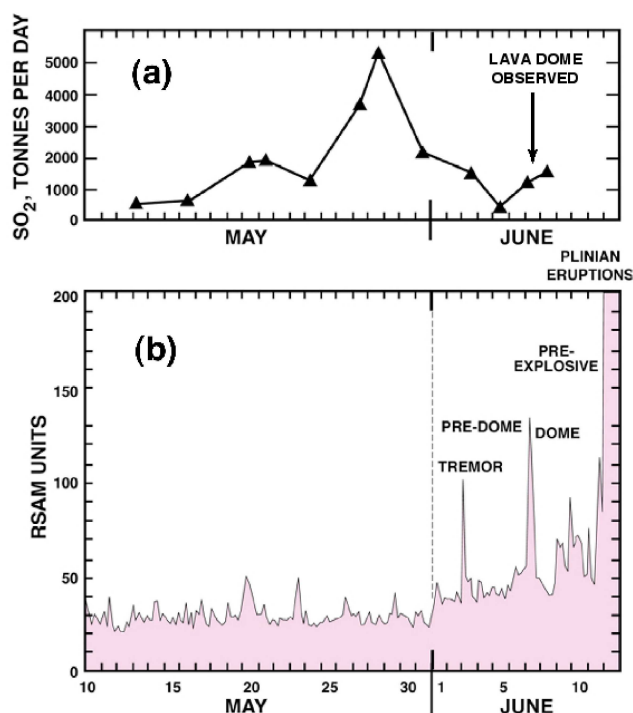 (a)
LAVA DOME
OBSERVED
SO2, TONNES PER DAY
5000
4000
3000
2000
1000
0
MAY
JUNE
PLINIAN
ERUPTIONS
(b)
PRE-
EXPLOSIVE
PRE-DOME
DOME
TREMOR
RSAM UNITS
200
150
100
50
0
10 15 20 25 30 1 5 10
MAY JUNE